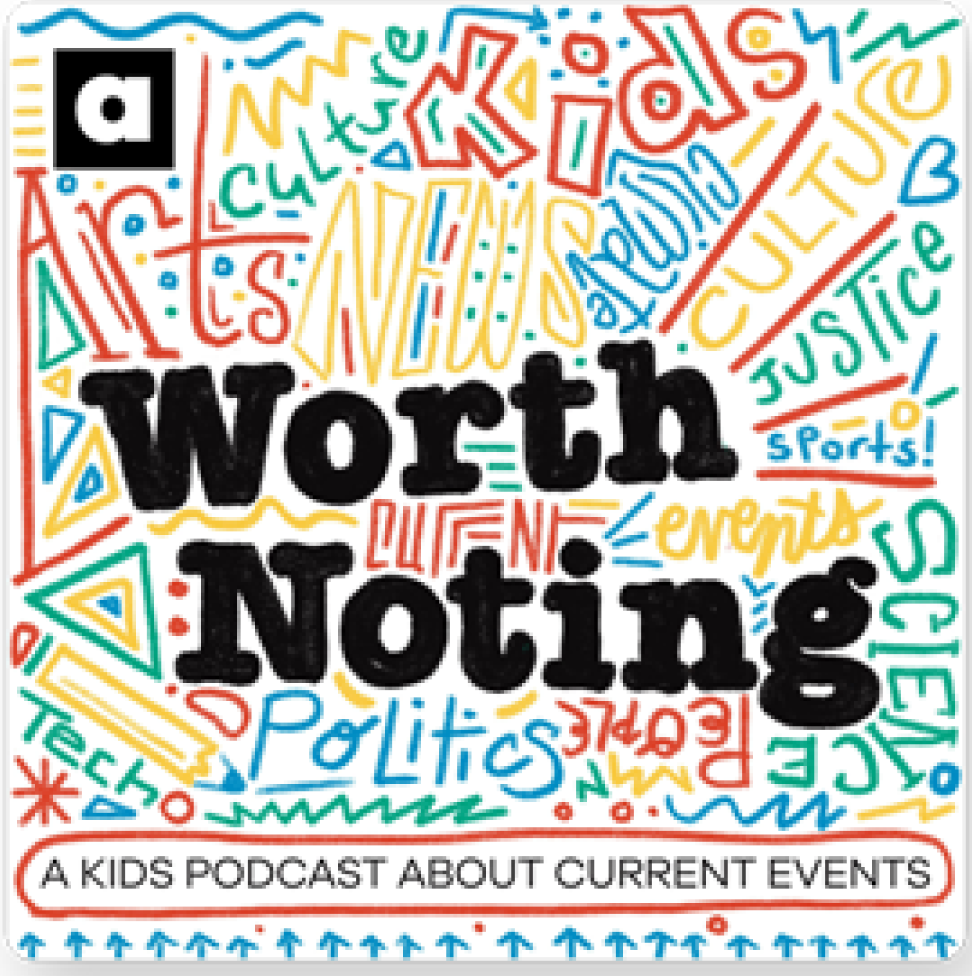 a
Kids
Culture
Arts
NEWS
climate
CULTURE
JUSTICE
sports!
Worth
CURRENT
events
Noting
SCIENCE
Tech
Politics
PEOPLE
A KIDS PODCAST ABOUT CURRENT EVENTS